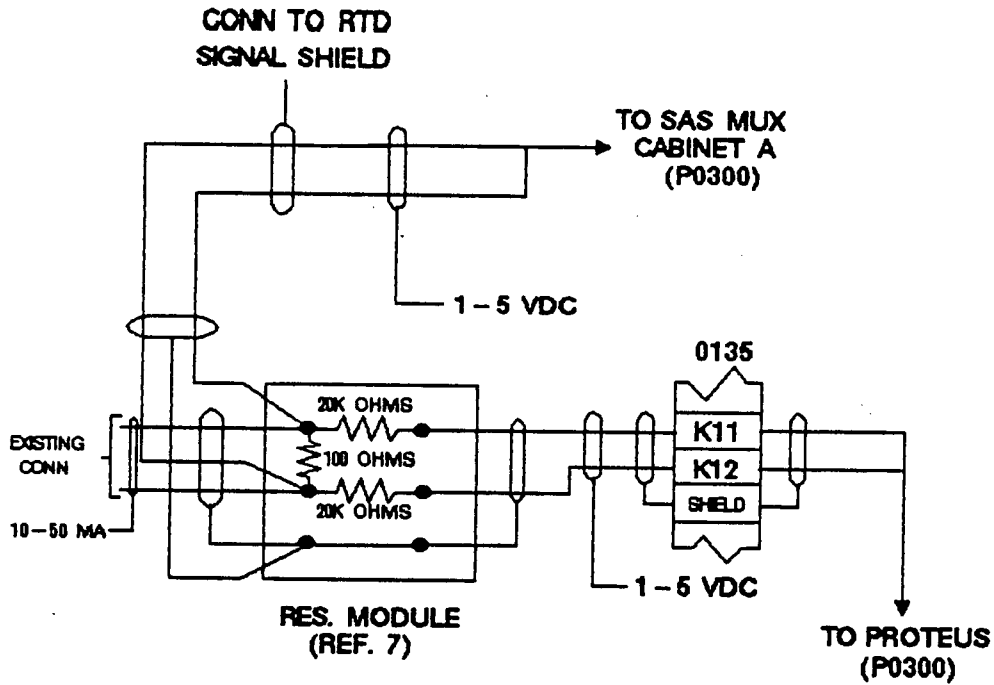 CONN TO RTD
SIGNAL SHIELD
TO SAS MUX
CABINET A
(P0300)
1-5 VDC
0135
20K OHMS
K11
EXISTING
CONN
100 OHMS
K12
20K OHMS
SHIELD
10-50 MA
1-5 VDC
RES. MODULE
(REF. 7)
TO PROTEUS
(P0300)